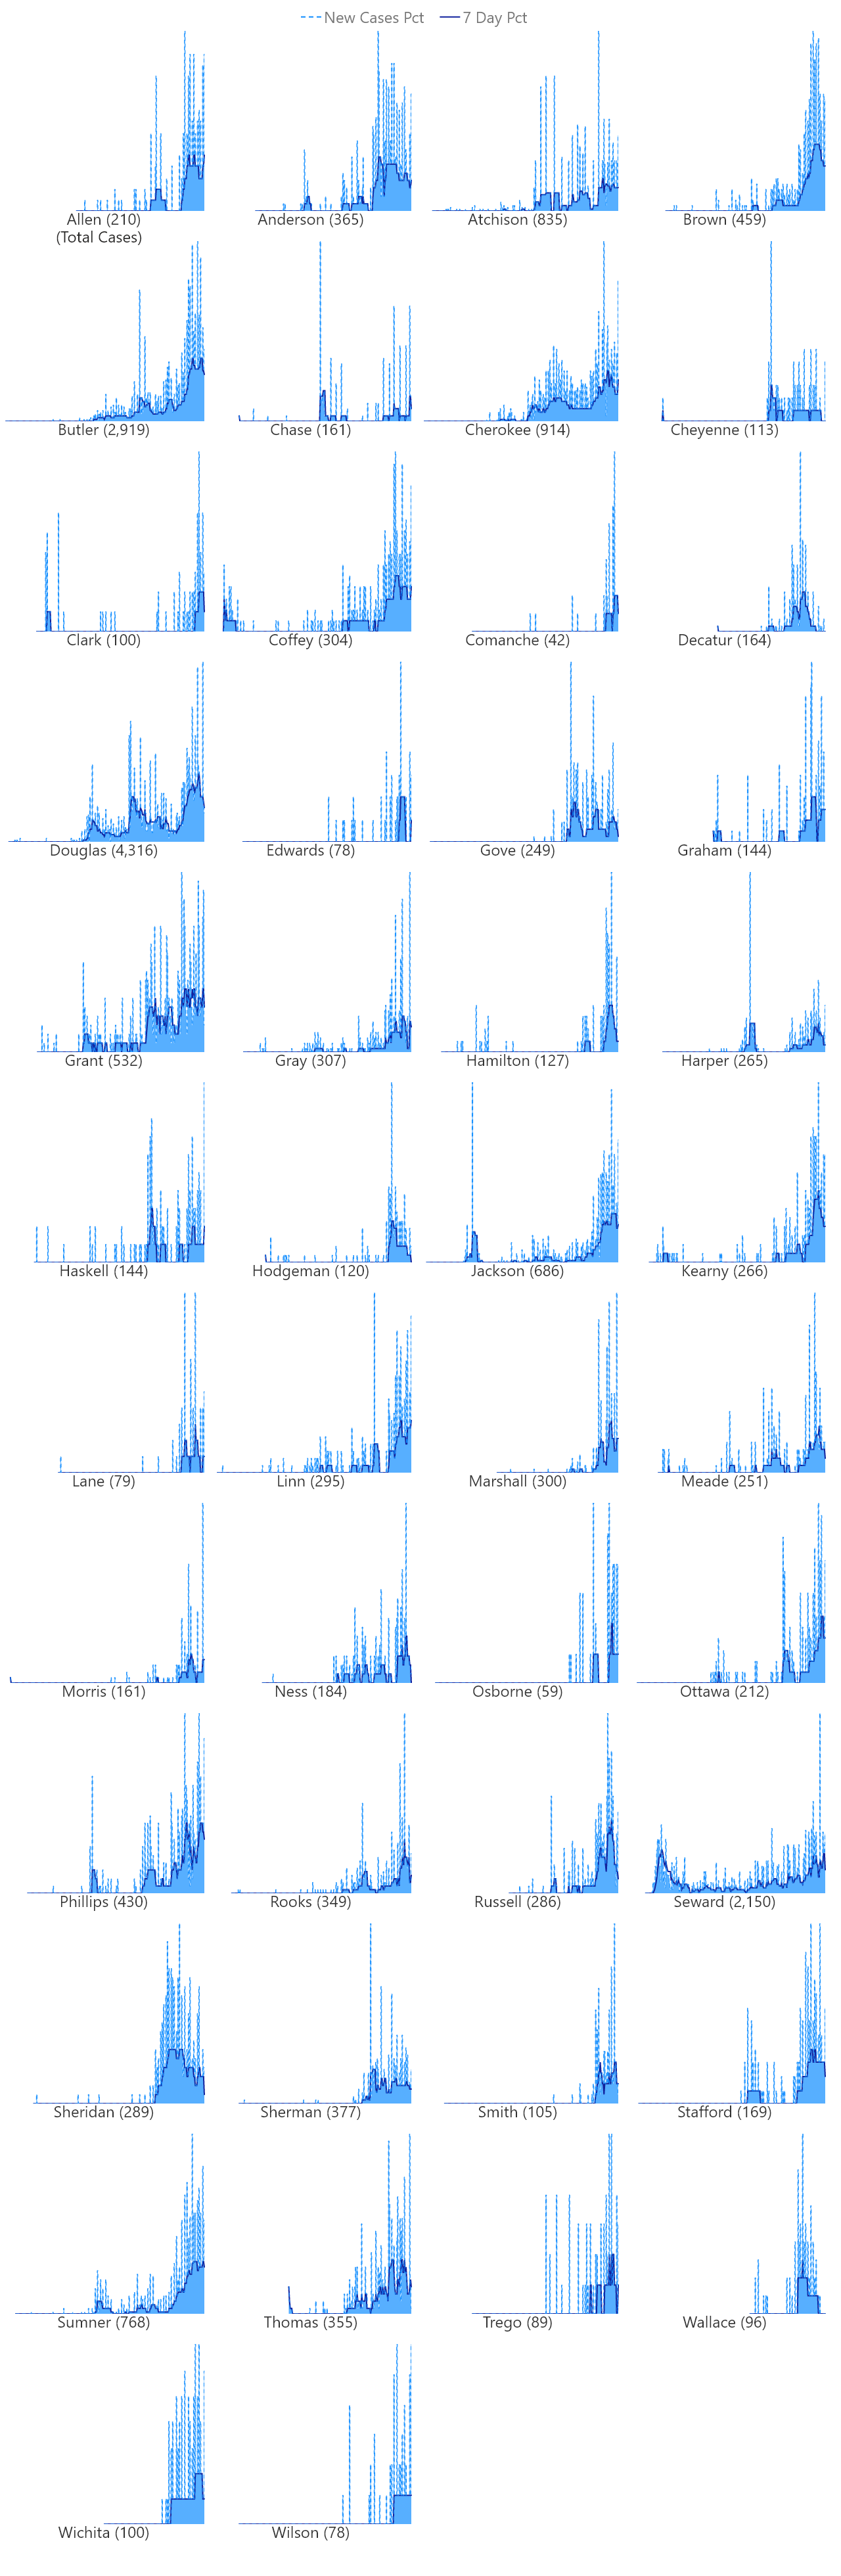 New Cases Pct 7 Day Pct
Allen (210) Anderson (365) Atchison (835) Brown (459)
(Total Cases)
Butler (2,919) Chase (161) Cherokee (914) Cheyenne (113)
Clark (100) Coffey (304) Comanche (42) Decatur (164)
Douglas (4,316) Edwards (78) Gove (249) Graham (144)
Grant (532) Gray (307) Hamilton (127) Harper (265)
Haskell (144) Hodgeman (120) Jackson (686) Kearny (266)
Lane (79) Linn (295) Marshall (300) Meade (251)
Morris (161) Ness (184) Osborne (59) Ottawa (212)
Phillips (430) Rooks (349) Russell (286) Seward (2,150)
Sheridan (289) Sherman (377) Smith (105) Stafford (169)
Sumner (768) Thomas (355) Trego (89) Wallace (96)
Wichita (100) Wilson (78)